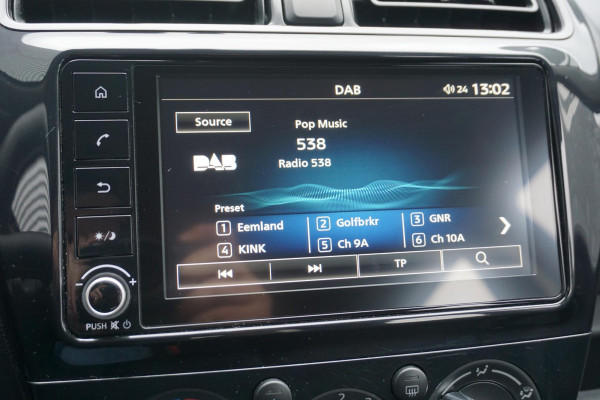 DAB
24 13:02
Source
Pop Music
538
DAB
Radio 538
Preset
1 Eemland 2 Golfbrkr 3 GNR
4 KINK 5 Ch 9A 6 Ch 10A
TP
PUSH
- +